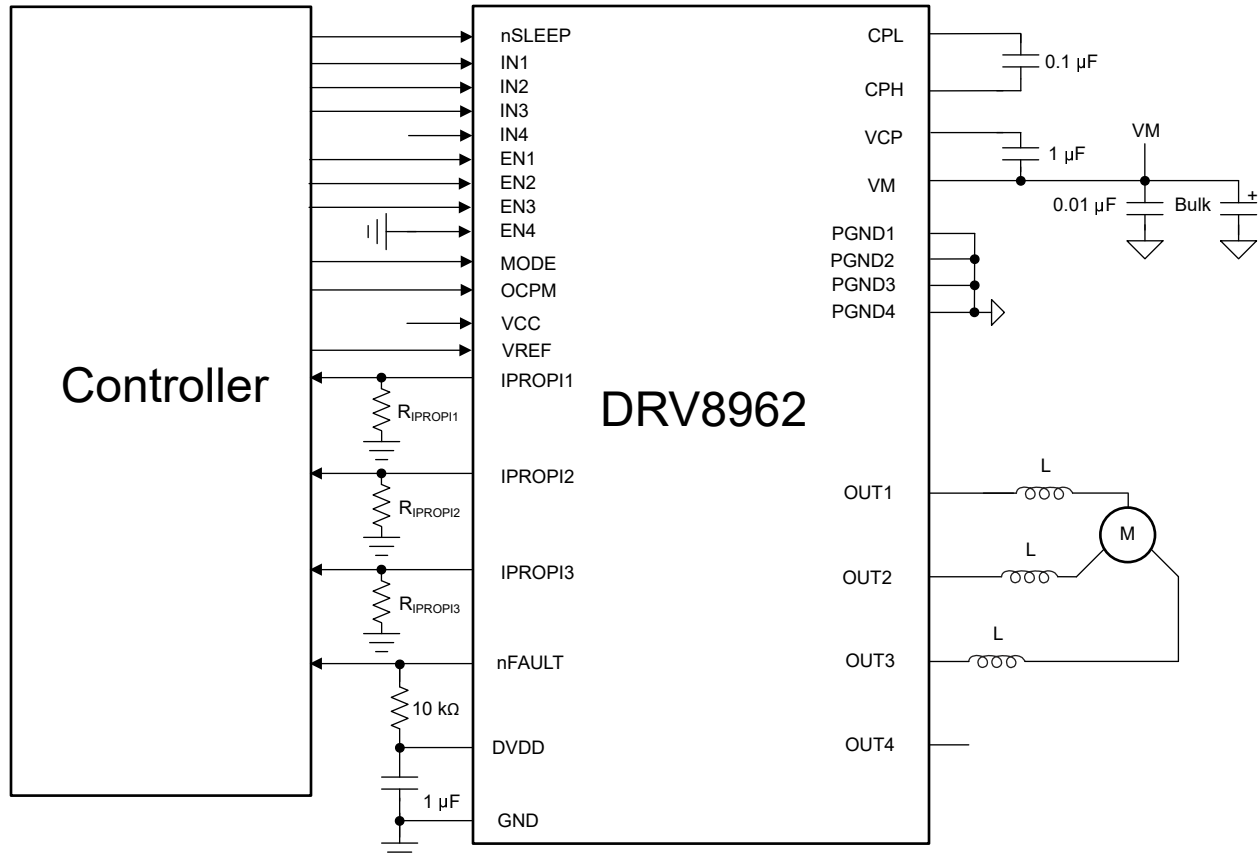 Controller
nSLEEP
IN1
IN2
IN3
IN4
EN1
EN2
EN3
EN4
MODE
OCPM
VCC
VREF
IPROPI1
IPROPI2
IPROPI3
nFAULT
DVDD
GND
RIPROPI1
RIPROPI2
RIPROPI3
10 kΩ
1 µF
DRV8962
CPL
CPH
VCP
VM
PGND1
PGND2
PGND3
PGND4
OUT1
OUT2
OUT3
OUT4
0.1 µF
1 µF
VM
0.01 µF
Bulk
+
L
L
L
M